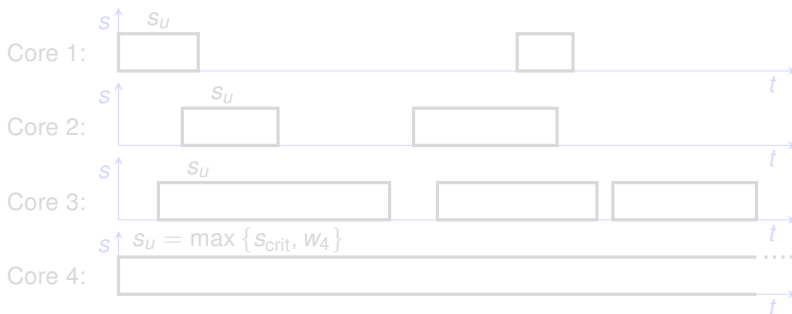 s s_u
Core 1:
t
s s_u
Core 2:
t
s s_u
Core 3:
t
s s_u = max {s_crit, w_4}
Core 4:
t